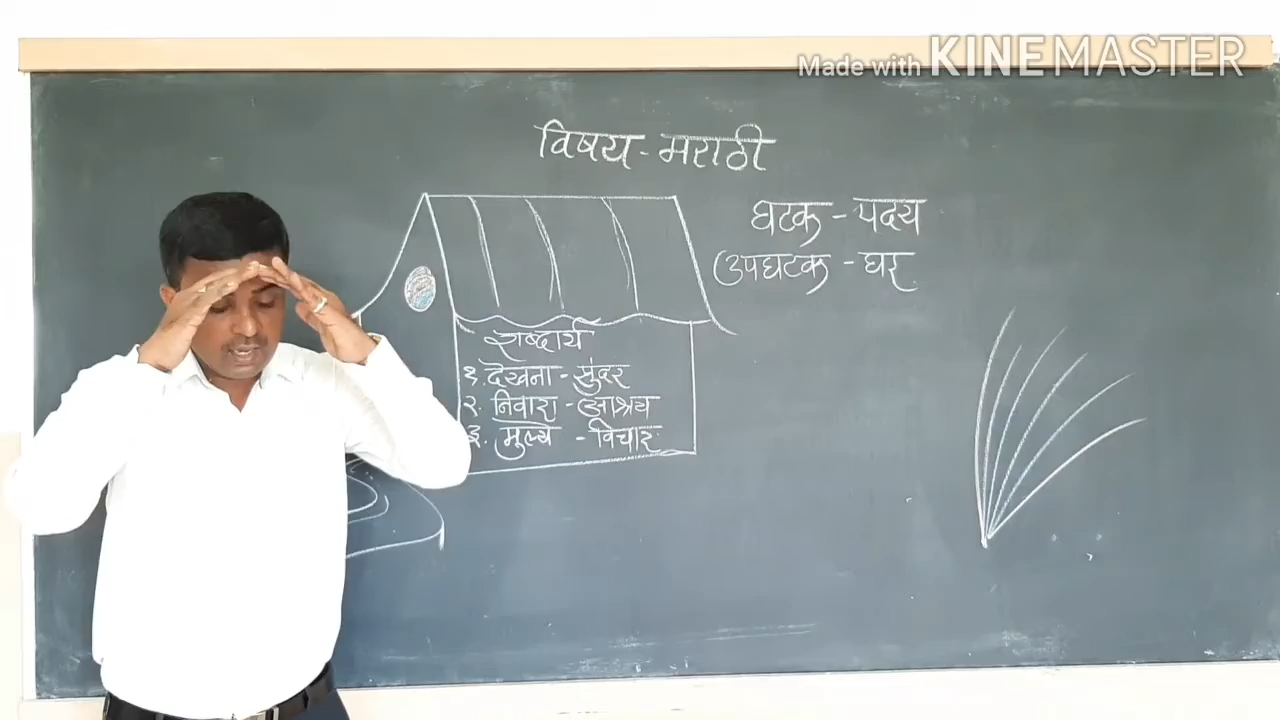 Made with KINEMASTER
विषय - मराठी
घटक - पद्य
उपघटक - घर
शब्दार्थ
१. देखना - सुंदर
२. निवारा - आश्रय
३. मुल्ये - विचार